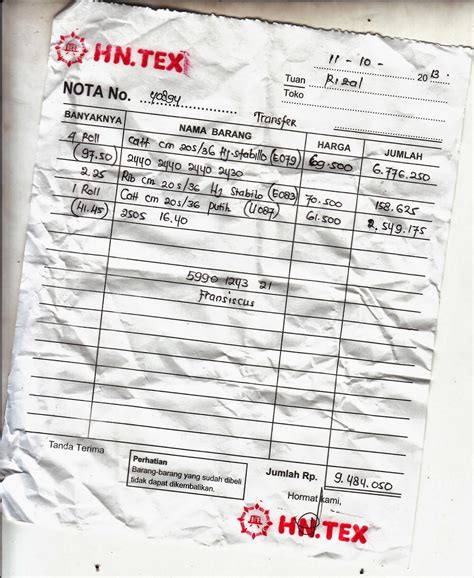 HN.TEX
11 - 10 - 2013.
Tuan Rizal
Toko
NOTA No.
Transfer
BANYAKNYA NAMA BARANG HARGA JUMLAH
4 Roll Catt cm 20s/36 Hj-stabillo (E079) 69.500 6.776.250
(97.50) 2440 2440 2440 2430
2.25 Rib cm 20s/36 Hj Stabilo (E083) 70.500 158.625
1 Roll Catt cm 20s/36 putih (U087) 61.500 2.549.175
(41.45) 2505 16.40
5990 1243 21
Fransiscus
Tanda Terima
Perhatian
Barang-barang yang sudah dibeli
tidak dapat dikembalikan.
Jumlah Rp. 9.484.050
Hormat kami,
HN.TEX